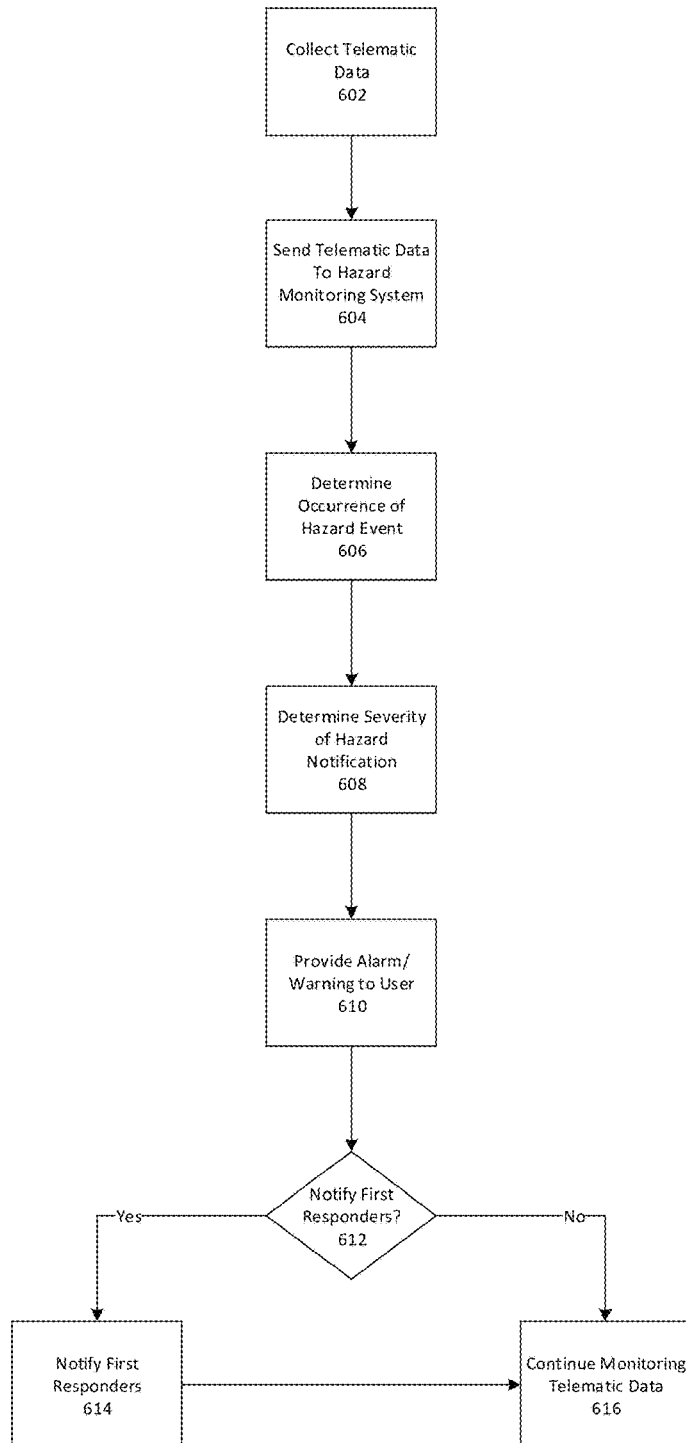 Collect Telematic
Data
602
Send Telematic Data
To Hazard
Monitoring System
604
Determine
Occurrence of
Hazard Event
606
Determine Severity
of Hazard
Notification
608
Provide Alarm/
Warning to User
610
Notify First
Responders?
612
Yes
No
Notify First
Responders
614
Continue Monitoring
Telematic Data
616